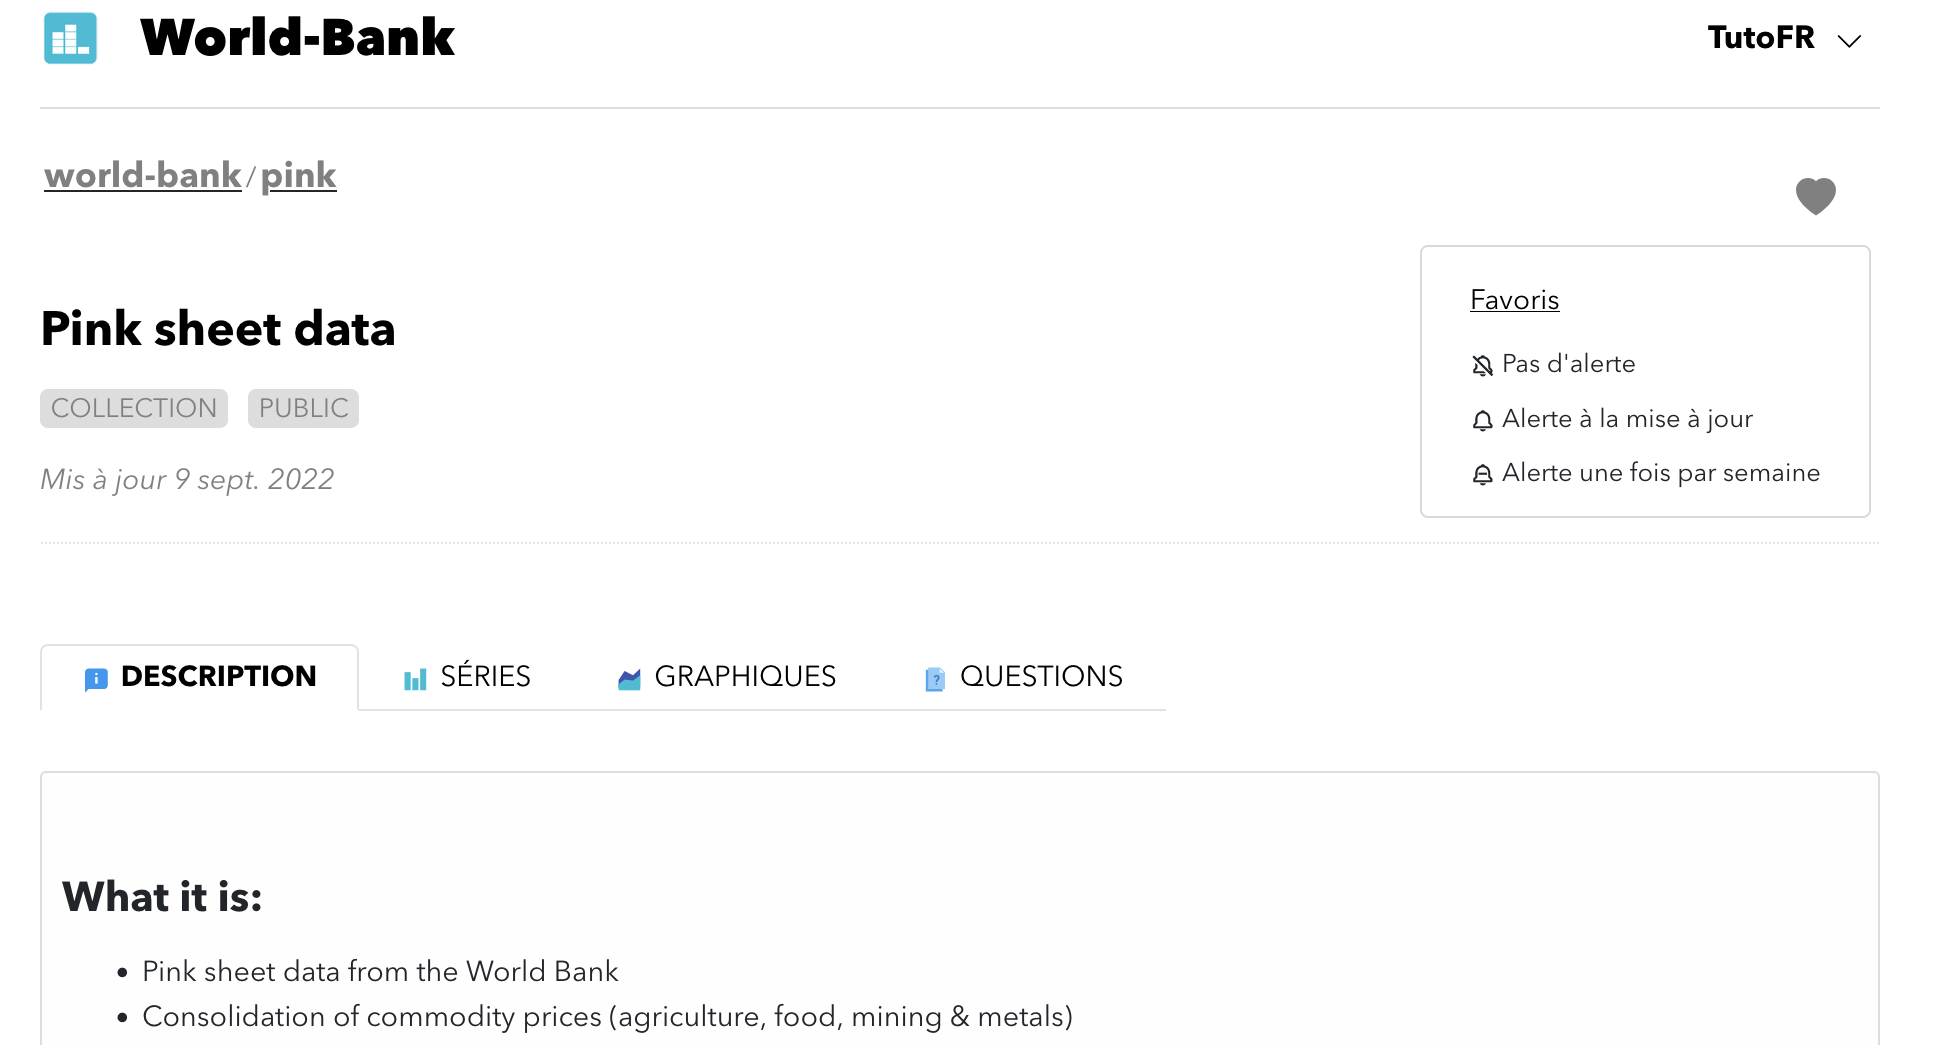 World-Bank
TutoFR
world-bank/pink
Pink sheet data
COLLECTION PUBLIC
Mis à jour 9 sept. 2022
Favoris
Pas d'alerte
Alerte à la mise à jour
Alerte une fois par semaine
DESCRIPTION SÉRIES GRAPHIQUES QUESTIONS
What it is:
• Pink sheet data from the World Bank
• Consolidation of commodity prices (agriculture, food, mining & metals)